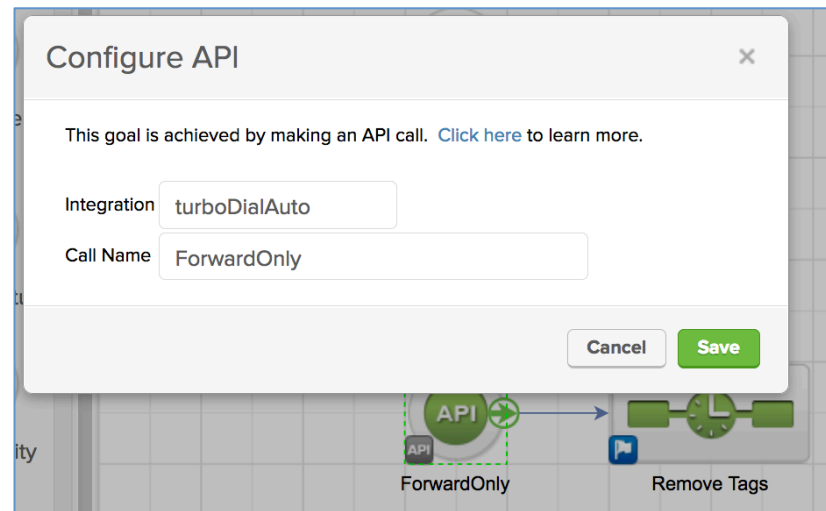 Configure API
×
This goal is achieved by making an API call. Click here to learn more.
Integration turboDialAuto
Call Name ForwardOnly
Cancel Save
API
API
ity
ForwardOnly Remove Tags